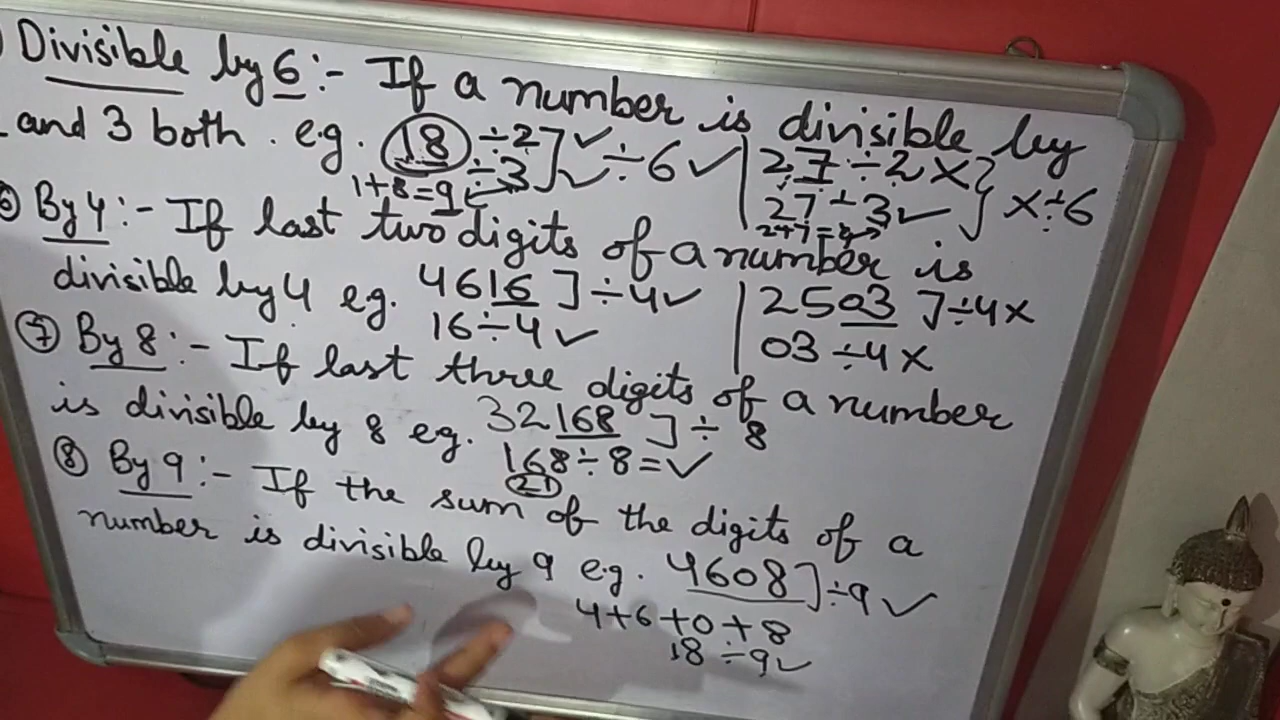 Divisible by 6:- If a number is divisible by
and 3 both. e.g. 18 ÷2 ] ✓ ÷6 ✓ | 27 ÷2 X } X ÷6
÷3 ] ✓
1+8=9
27 ÷3 ✓
2+7=9
By 4:- If last two digits of a number is
divisible by 4 eg. 4616 ] ÷4 ✓ | 2503 ] ÷4 X
16 ÷4 ✓ | 03 ÷4 X
⑦ By 8:- If last three digits of a number
is divisible by 8 eg. 32168 ] ÷ 8
168 ÷ 8 = ✓
21
⑧ By 9:- If the sum of the digits of a
number is divisible by 9 e.g. 4608 ] ÷9 ✓
4+6+0+8
18 ÷9 ✓